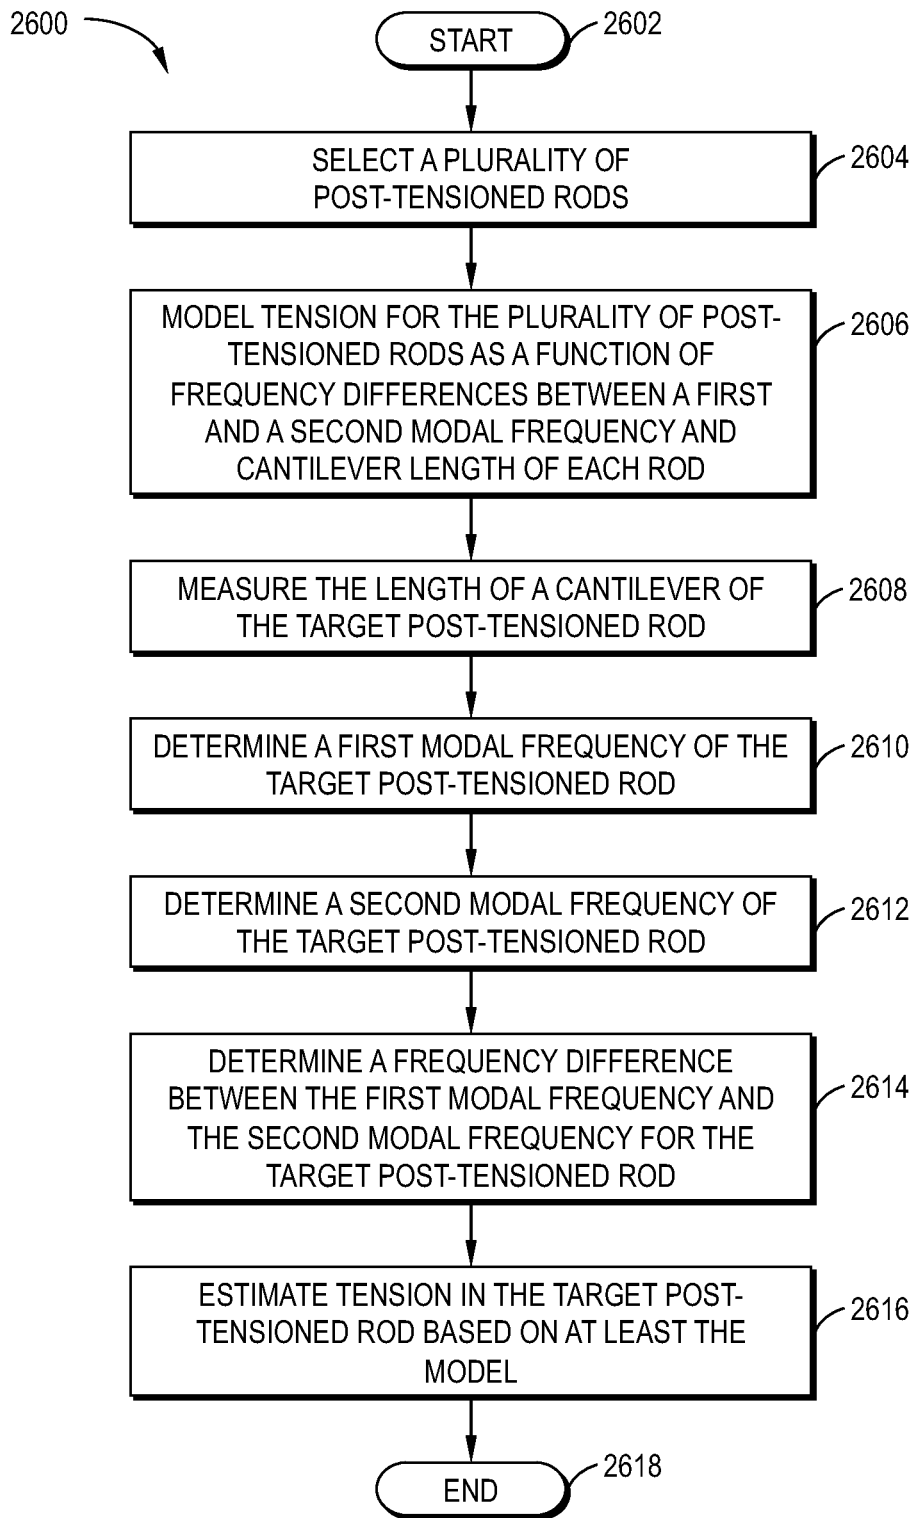 2600
START
2602
SELECT A PLURALITY OF
POST-TENSIONED RODS
2604
MODEL TENSION FOR THE PLURALITY OF POST-
TENSIONED RODS AS A FUNCTION OF
FREQUENCY DIFFERENCES BETWEEN A FIRST
AND A SECOND MODAL FREQUENCY AND
CANTILEVER LENGTH OF EACH ROD
2606
MEASURE THE LENGTH OF A CANTILEVER OF
THE TARGET POST-TENSIONED ROD
2608
DETERMINE A FIRST MODAL FREQUENCY OF THE
TARGET POST-TENSIONED ROD
2610
DETERMINE A SECOND MODAL FREQUENCY OF
THE TARGET POST-TENSIONED ROD
2612
DETERMINE A FREQUENCY DIFFERENCE
BETWEEN THE FIRST MODAL FREQUENCY AND
THE SECOND MODAL FREQUENCY FOR THE
TARGET POST-TENSIONED ROD
2614
ESTIMATE TENSION IN THE TARGET POST-
TENSIONED ROD BASED ON AT LEAST THE
MODEL
2616
END
2618